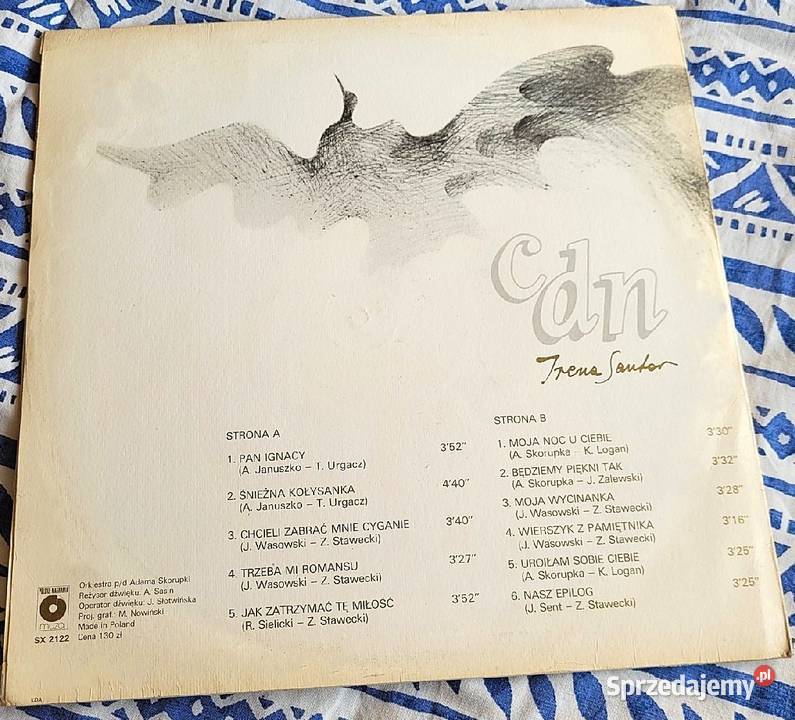 cdn
Irena Santor
STRONA A
1. PAN IGNACY 3'52"
(A. Januszko – T. Urgacz)
2. ŚNIEŻNA KOŁYSANKA 4'40"
(A. Januszko – T. Urgacz)
3. CHCIELI ZABRAĆ MNIE CYGANIE 3'40"
(J. Wasowski – Z. Stawecki)
4. TRZEBA MI ROMANSU 3'27"
(J. Wasowski – Z. Stawecki)
5. JAK ZATRZYMAĆ TĘ MIŁOŚĆ 3'52"
(R. Sielicki – Z. Stawecki)
STRONA B
1. MOJA NOC U CIEBIE 3'30"
(A. Skorupka – K. Logan)
2. BĘDZIEMY PIĘKNI TAK 3'32"
(A. Skorupka – J. Zalewski)
3. MOJA WYCINANKA 3'28"
(J. Wasowski – Z. Stawecki)
4. WIERSZYK Z PAMIĘTNIKA 3'16"
(J. Wasowski – Z. Stawecki)
5. UROIŁAM SOBIE CIEBIE 3'25"
(A. Skorupka – K. Logan)
6. NASZ EPILOG 3'25"
(J. Sent – Z. Stawecki)
POLSKIE NAGRANIA
muza
SX 2122
Orkiestra p/d Adama Skorupki
Reżyser dźwięku: A. Sasin
Operator dźwięku: J. Słotwińska
Proj. graf.: M. Nowiński
Made in Poland
Cena 130 zł
LDA
Sprzedajemy.pl